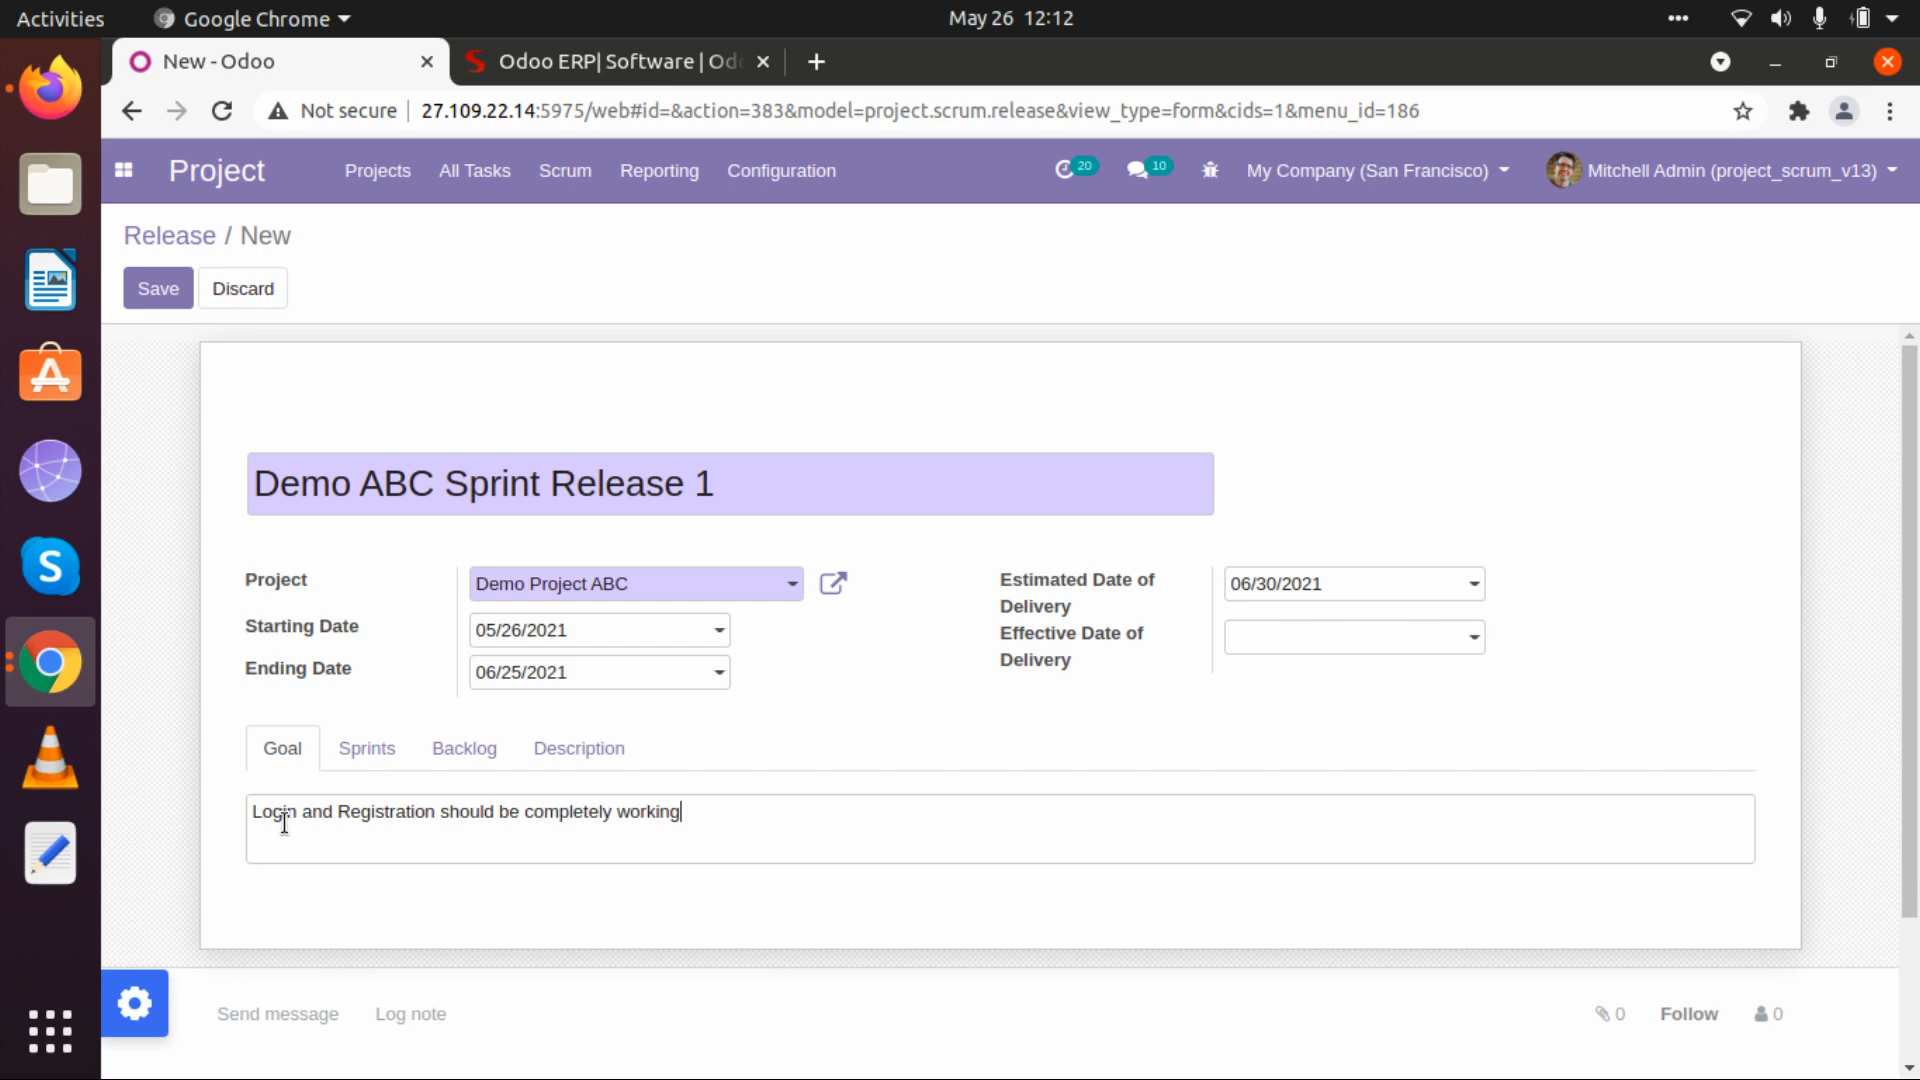 Activities Google Chrome May 26 12:12
New - Odoo Odoo ERP| Software | Od
Not secure 27.109.22.14:5975/web#id=&action=383&model=project.scrum.release&view_type=form&cids=1&menu_id=186
Project Projects All Tasks Scrum Reporting Configuration 20 10 My Company (San Francisco) Mitchell Admin (project_scrum_v13)
Release / New
Save Discard
Demo ABC Sprint Release 1
Project Demo Project ABC
Starting Date 05/26/2021
Ending Date 06/25/2021
Estimated Date of Delivery 06/30/2021
Effective Date of Delivery
Goal Sprints Backlog Description
Login and Registration should be completely working
Send message Log note 0 Follow 0